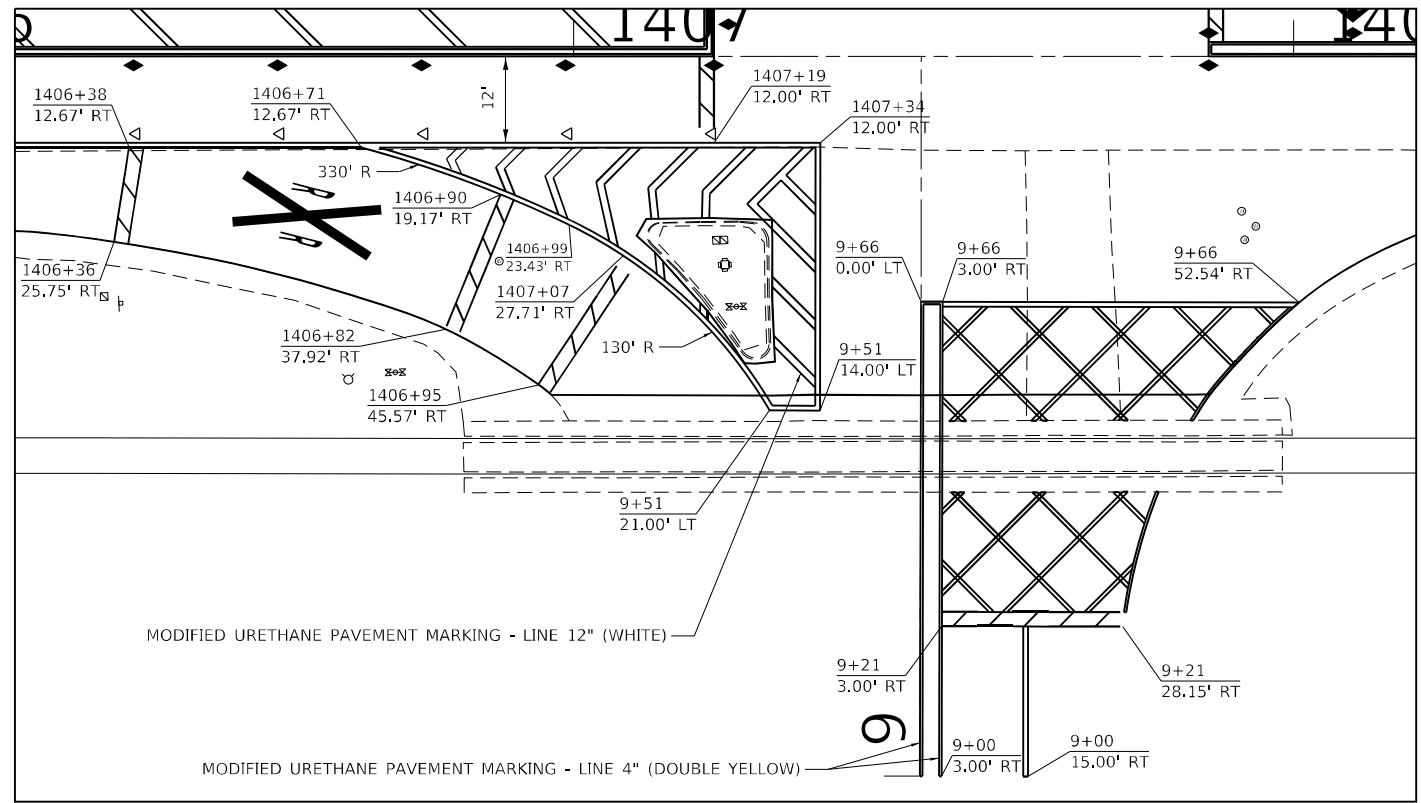 1407
1406+38
12.67' RT
1406+71
12.67' RT
12'
1407+19
12.00' RT
1407+34
12.00' RT
330' R
R
R
1406+90
19.17' RT
1406+99
23.43' RT
1406+36
25.75' RT
1407+07
27.71' RT
9+66
0.00' LT
9+66
3.00' RT
9+66
52.54' RT
1406+82
37.92' RT
130' R
9+51
14.00' LT
1406+95
45.57' RT
9+51
21.00' LT
MODIFIED URETHANE PAVEMENT MARKING - LINE 12" (WHITE)
9+21
3.00' RT
9+21
28.15' RT
9
9+00
3.00' RT
9+00
15.00' RT
MODIFIED URETHANE PAVEMENT MARKING - LINE 4" (DOUBLE YELLOW)